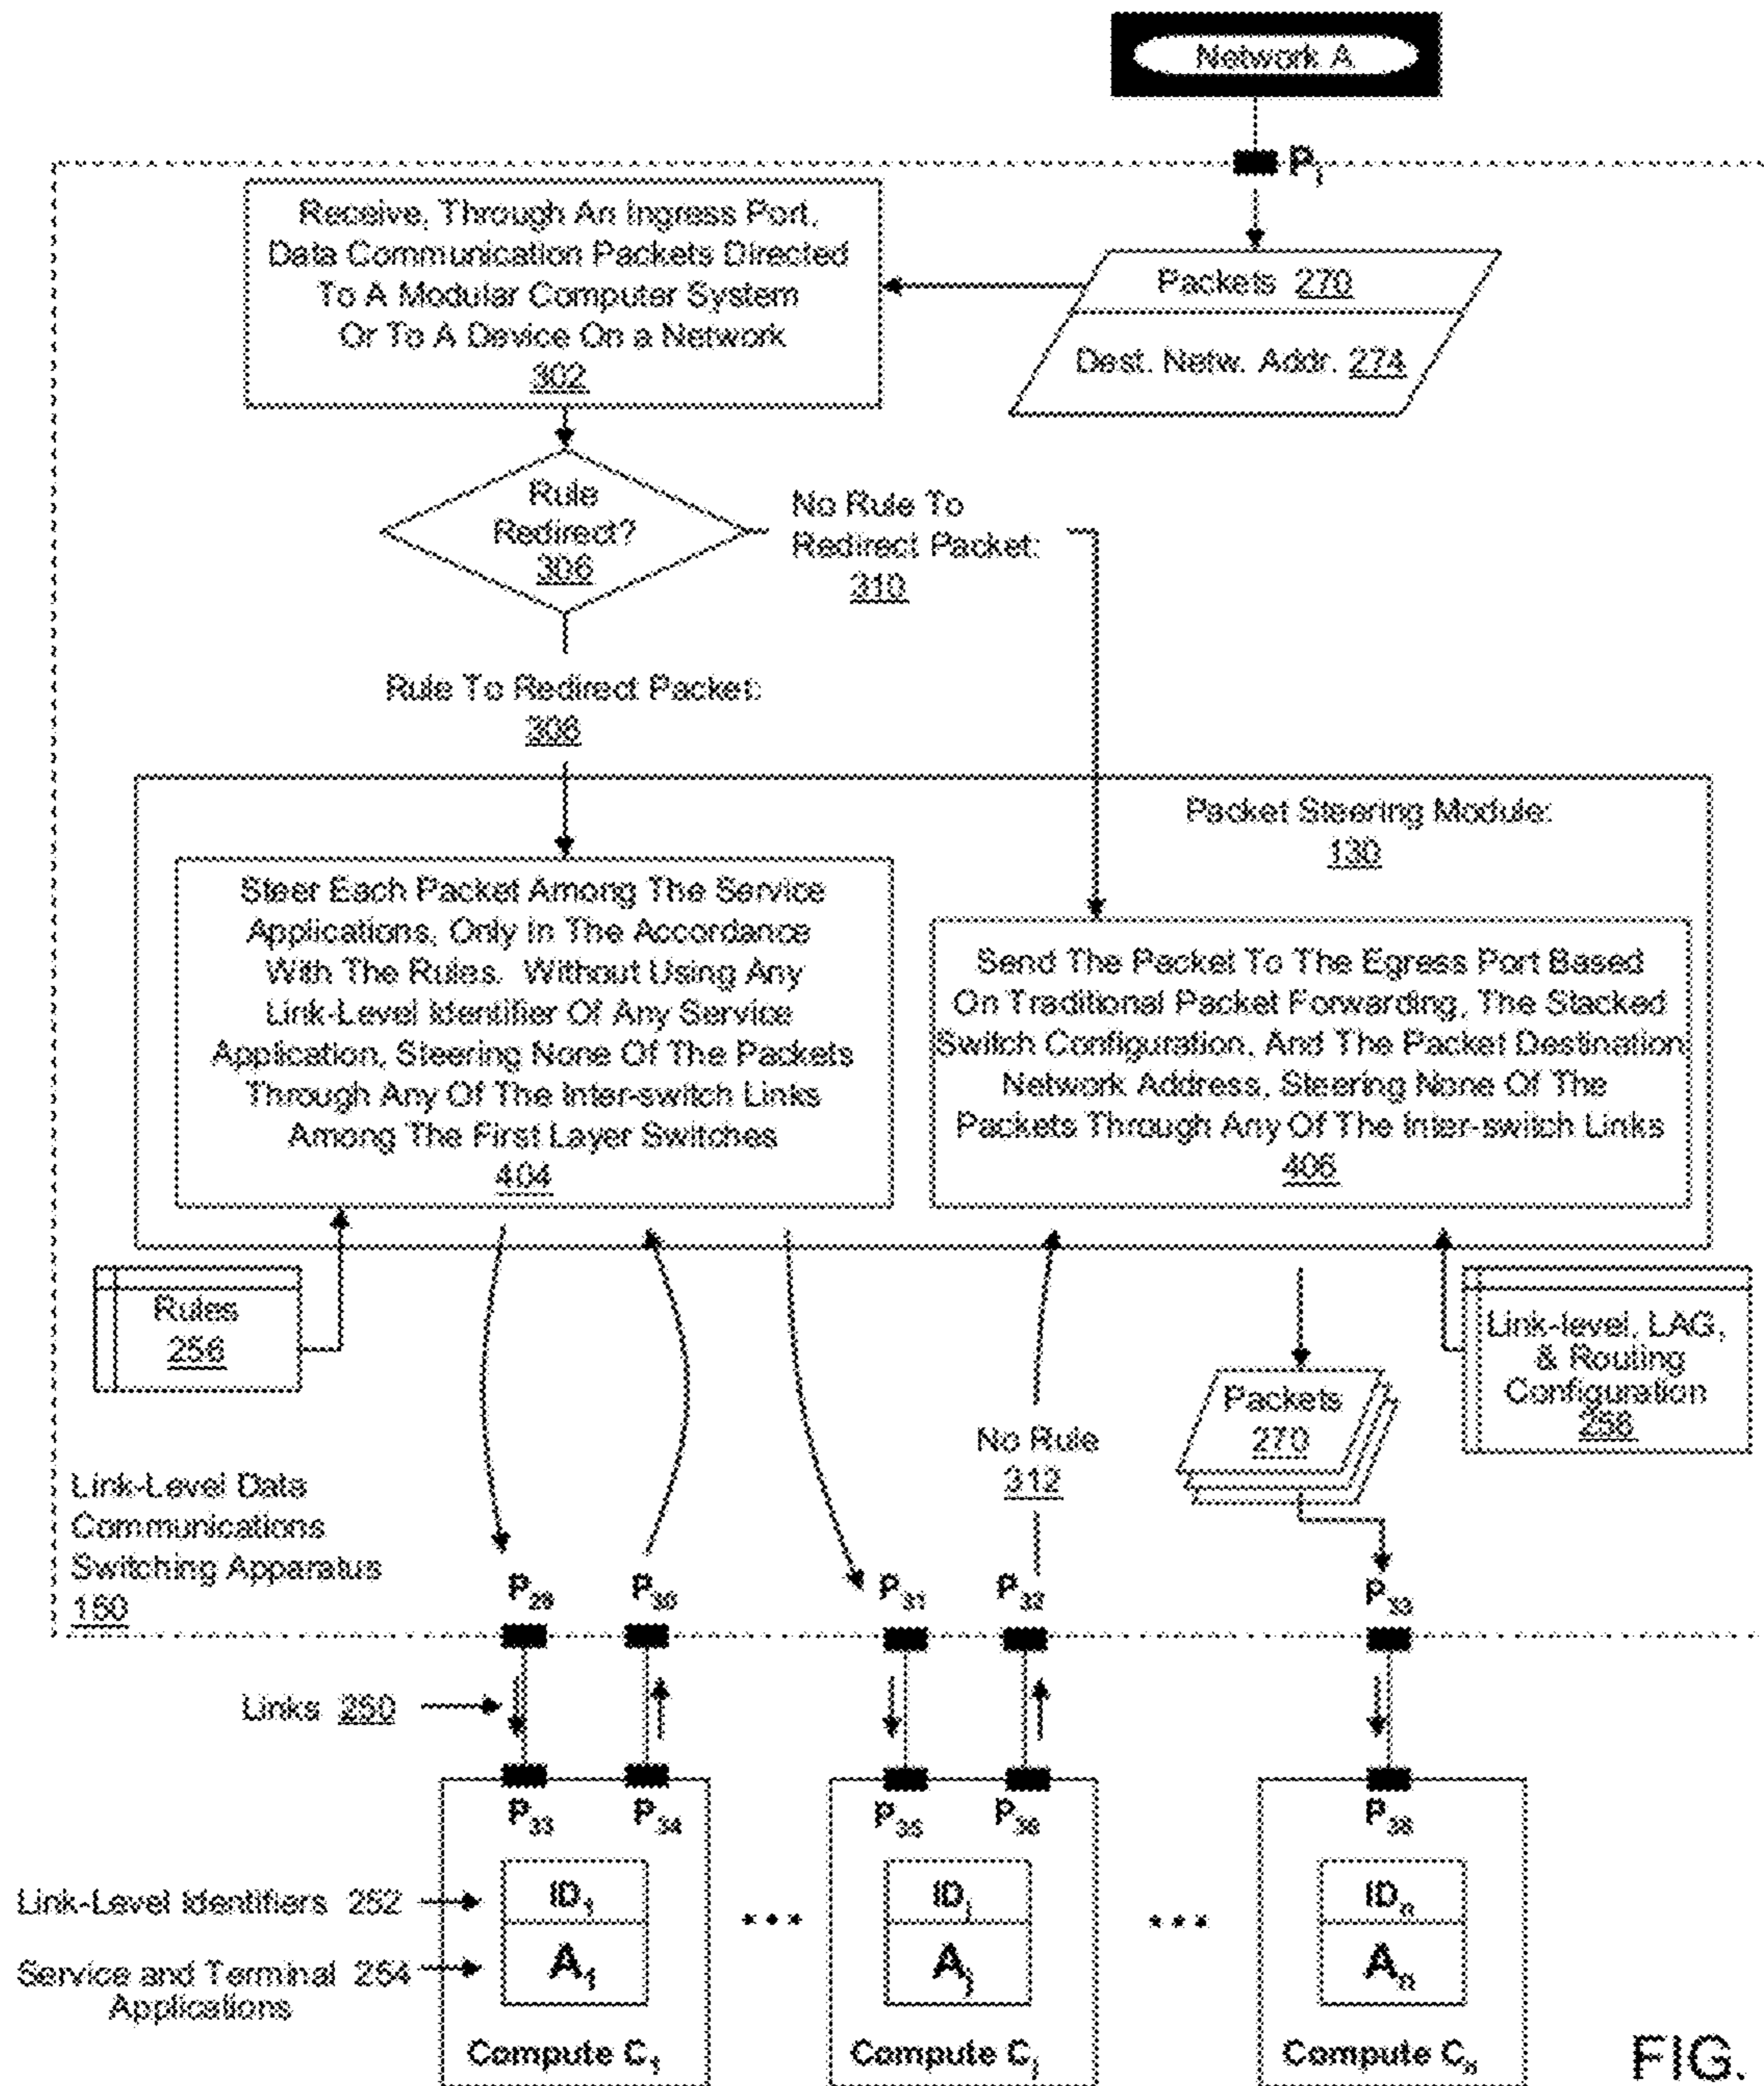 Network A
P
Receive, Through An Ingress Port,
Data Communication Packets Directed
To A Modular Computer System
Or To A Device On a Network
302
Packets 270
Dest. Netw. Addr. 274
Rule
Redirect?
306
No Rule To
Redirect Packet:
310
Rule To Redirect Packet:
Packet Steering Module:
130
Steer Each Packet Among The Service
Applications, Only In The Accordance
With The Rules. Without Using Any
Link-Level Identifier Of Any Service
Application, Steering None Of The Packets
Through Any Of The Inter-switch Links
Among The First Layer Switches
404
Send The Packet To The Egress Port Based
On Traditional Packet Forwarding, The Stacked
Switch Configuration, And The Packet Destination
Network Address, Steering None Of The
Packets Through Any Of The Inter-switch Links
406
Rules
256
Link-level, LAG,
& Routing
Configuration
Packets
270
No Rule
312
Link-Level Data
Communications
Switching Apparatus
P29 P30 P31 P32 P33
Links 250
P33 P34 P35 P36 P38
Link-Level Identifiers 252
ID1 IDj IDn
Service and Terminal 254
Applications
A1 Aj An
Compute C1 Compute Cj Compute Cn
FIG.